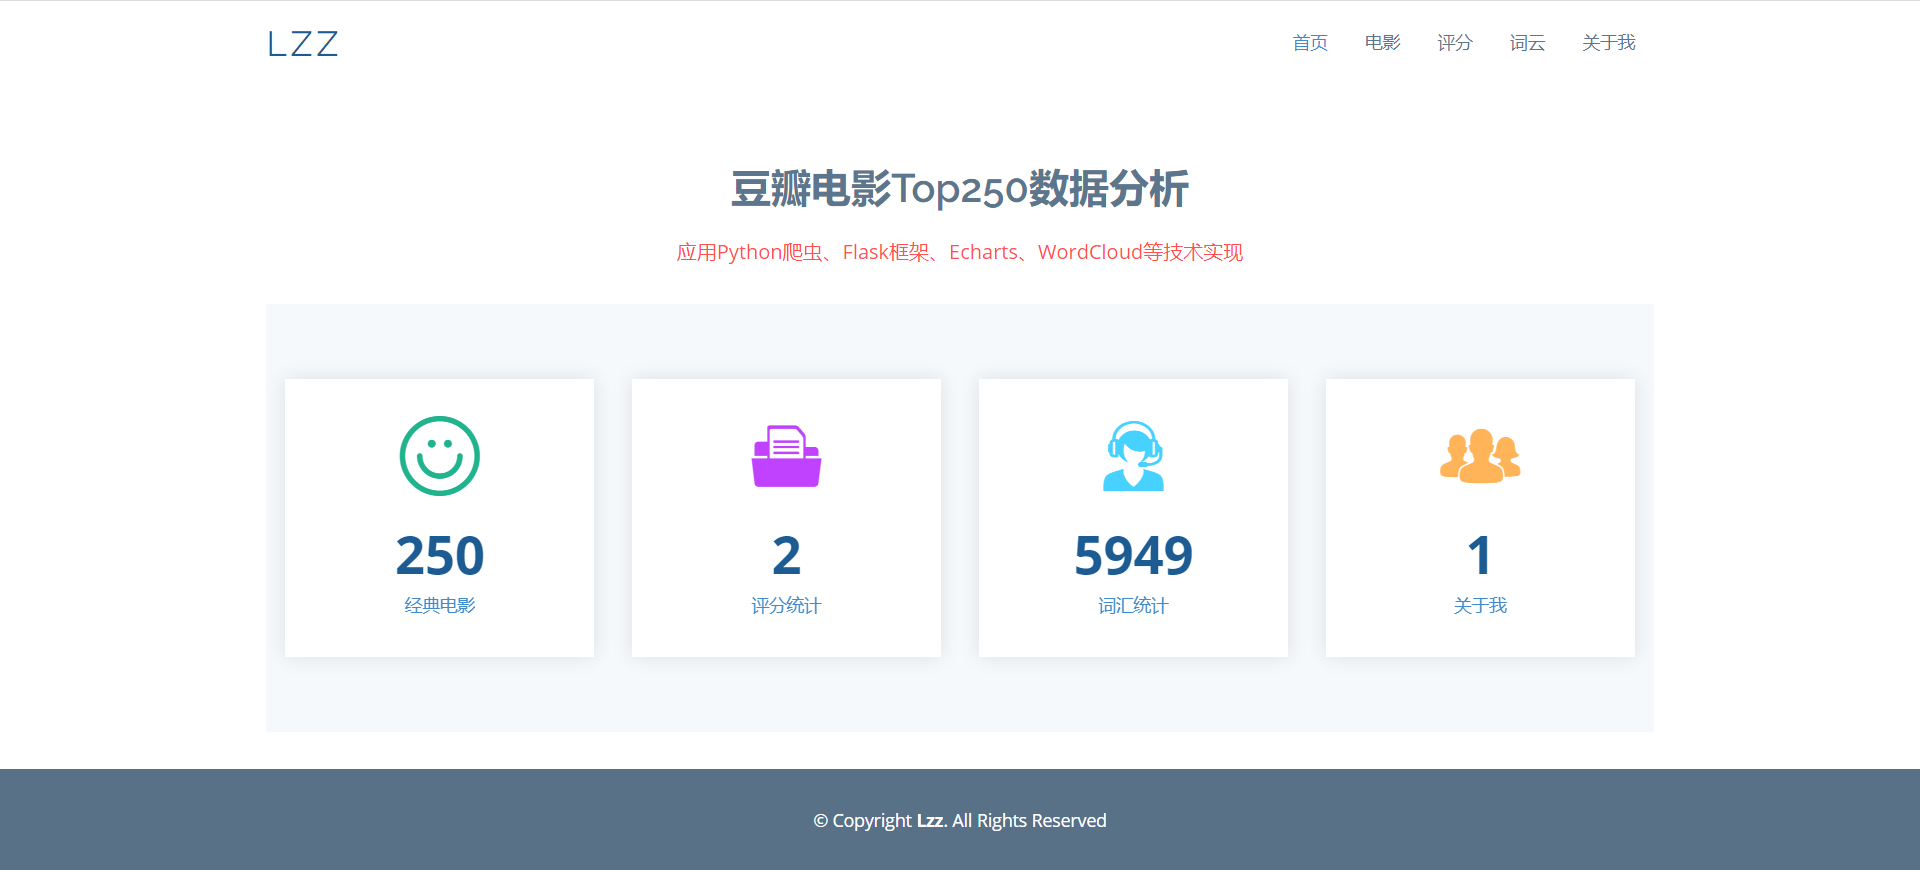 LZZ
首页 电影 评分 词云 关于我
豆瓣电影Top250数据分析
应用Python爬虫、Flask框架、Echarts、WordCloud等技术实现
250
经典电影
2
评分统计
5949
词汇统计
1
关于我
© Copyright Lzz. All Rights Reserved